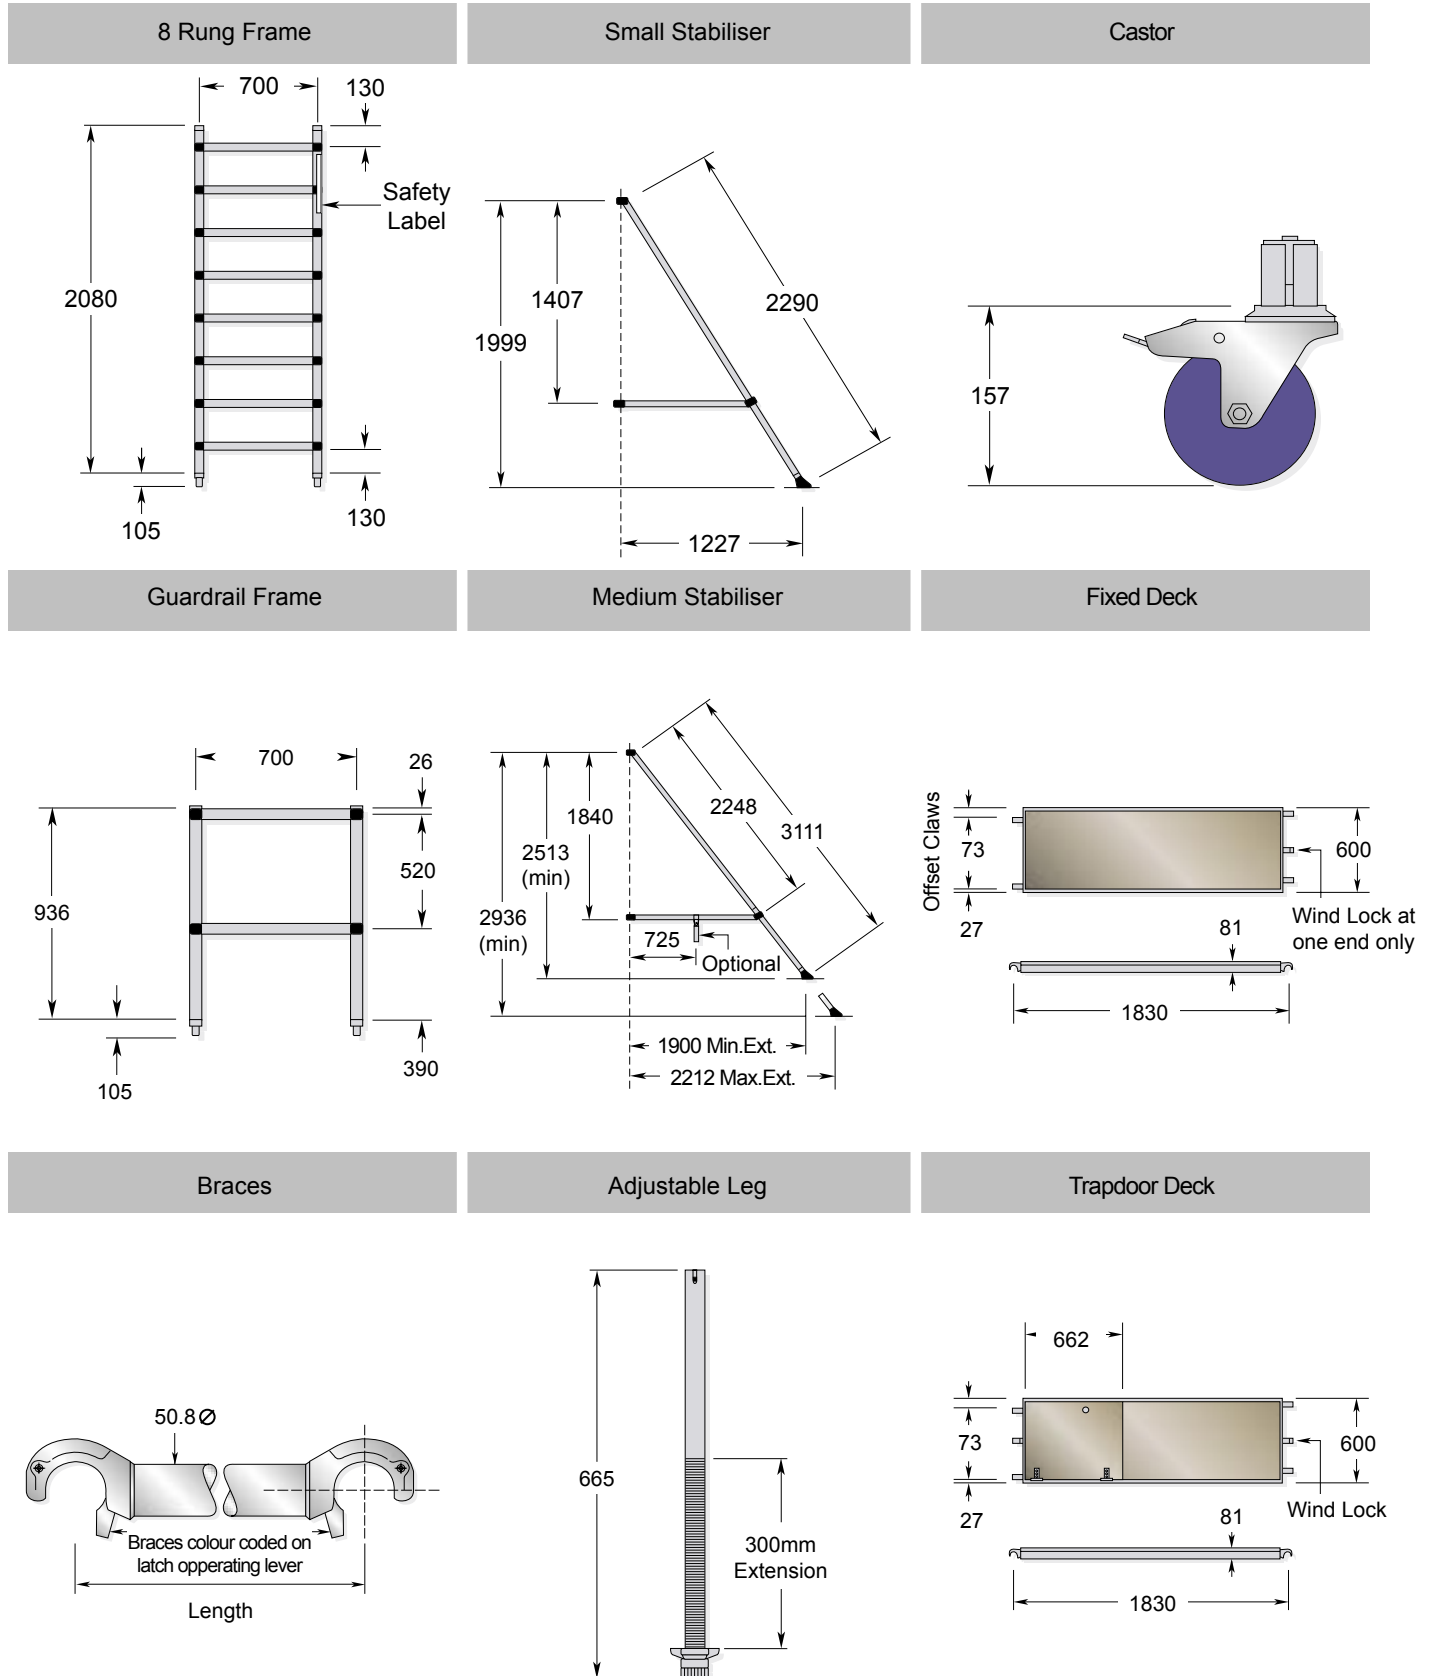 8 Rung Frame
Small Stabiliser
Castor
700
130
Safety
Label
2080
105
130
2290
1407
1999
1227
157
Guardrail Frame
Medium Stabiliser
Fixed Deck
700
26
520
936
105
390
2248
1840
3111
2513
(min)
2936
(min)
725
Optional
1900 Min.Ext.
2212 Max.Ext.
Offset Claws
73
600
27
Wind Lock at
one end only
81
1830
Braces
Adjustable Leg
Trapdoor Deck
50.8Ø
Braces colour coded on
latch opperating lever
Length
665
300mm
Extension
662
73
600
27
Wind Lock
81
1830